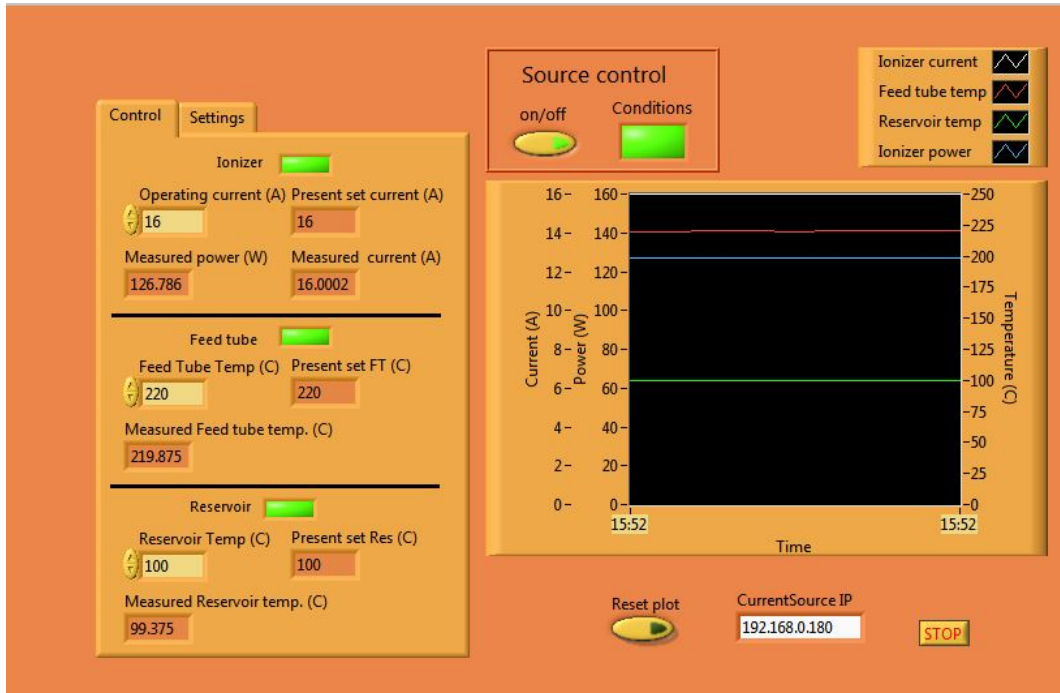 Control
Settings
Ionizer
Operating current (A) Present set current (A)
16 16
Measured power (W) Measured current (A)
126.786 16.0002
Feed tube
Feed Tube Temp (C) Present set FT (C)
220 220
Measured Feed tube temp. (C)
219.875
Reservoir
Reservoir Temp (C) Present set Res (C)
100 100
Measured Reservoir temp. (C)
99.375
Source control
on/off Conditions
Ionizer current
Feed tube temp
Reservoir temp
Ionizer power
16 160 250
225
14 140
200
12 120
175
10 100 150
8 80 125
6 60 100
75
4 40
50
2 20 25
0 0 0
Current (A)
Power (W)
Temperature (C)
15:52 15:52
Time
Reset plot
CurrentSource IP
192.168.0.180
STOP